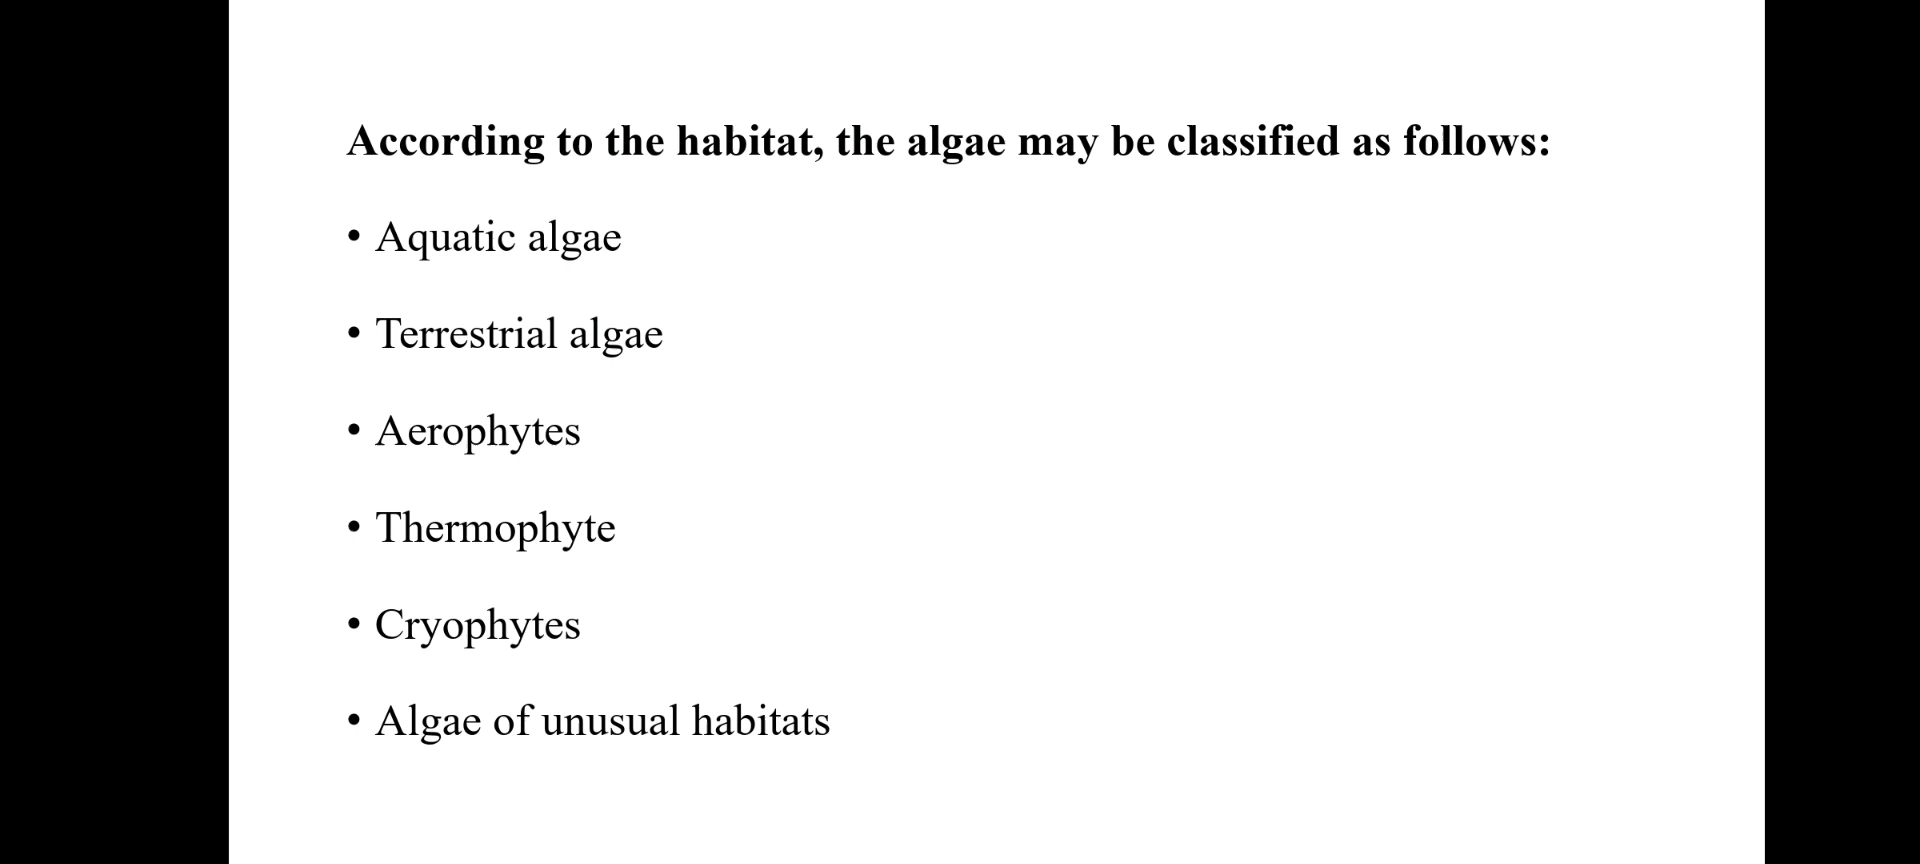 According to the habitat, the algae may be classified as follows:
• Aquatic algae
• Terrestrial algae
• Aerophytes
• Thermophyte
• Cryophytes
• Algae of unusual habitats